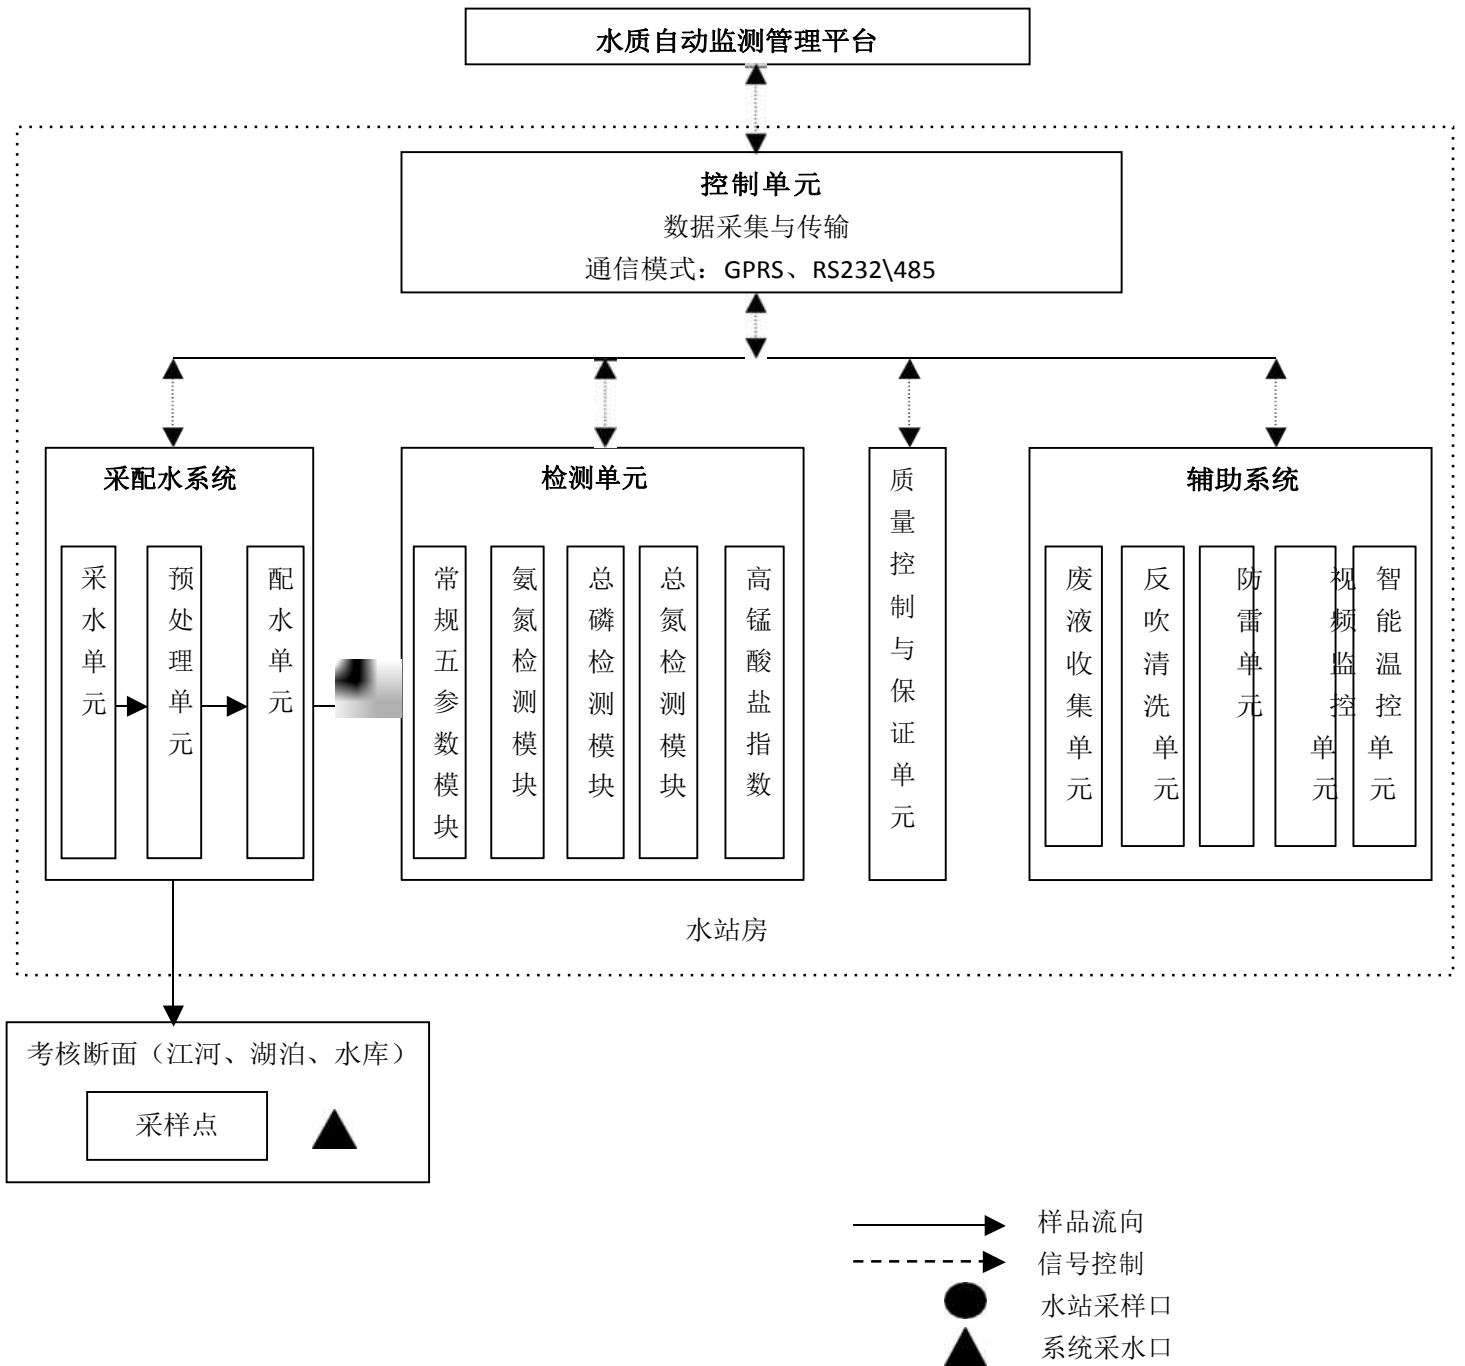 水质自动监测管理平台
控制单元
数据采集与传输
通信模式：GPRS、RS232\485
采配水系统
采水单元
预处理单元
配水单元
检测单元
常规五参数模块
氨氮检测模块
总磷检测模块
总氮检测模块
高锰酸盐指数
质量控制与保证单元
辅助系统
废液收集单元
反吹清洗单元
防雷单元
视频监控单元
智能温控单元
水站房
考核断面（江河、湖泊、水库）
采样点
样品流向
信号控制
水站采样口
系统采水口